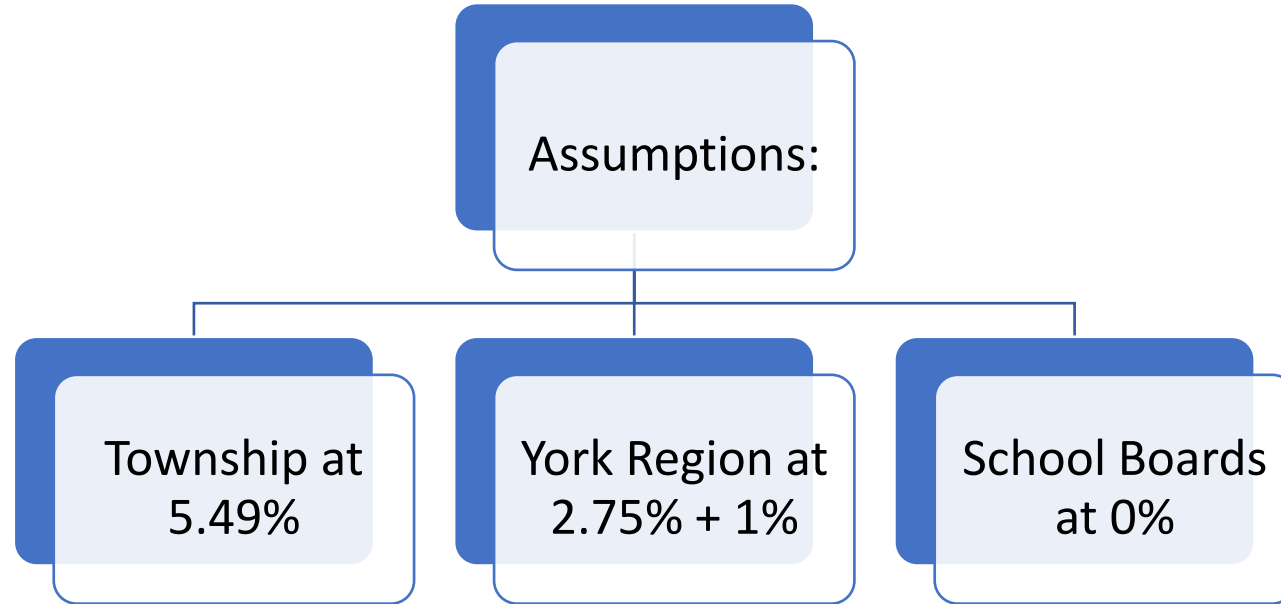 Assumptions:
Township at
5.49%
York Region at
2.75% + 1%
School Boards
at 0%